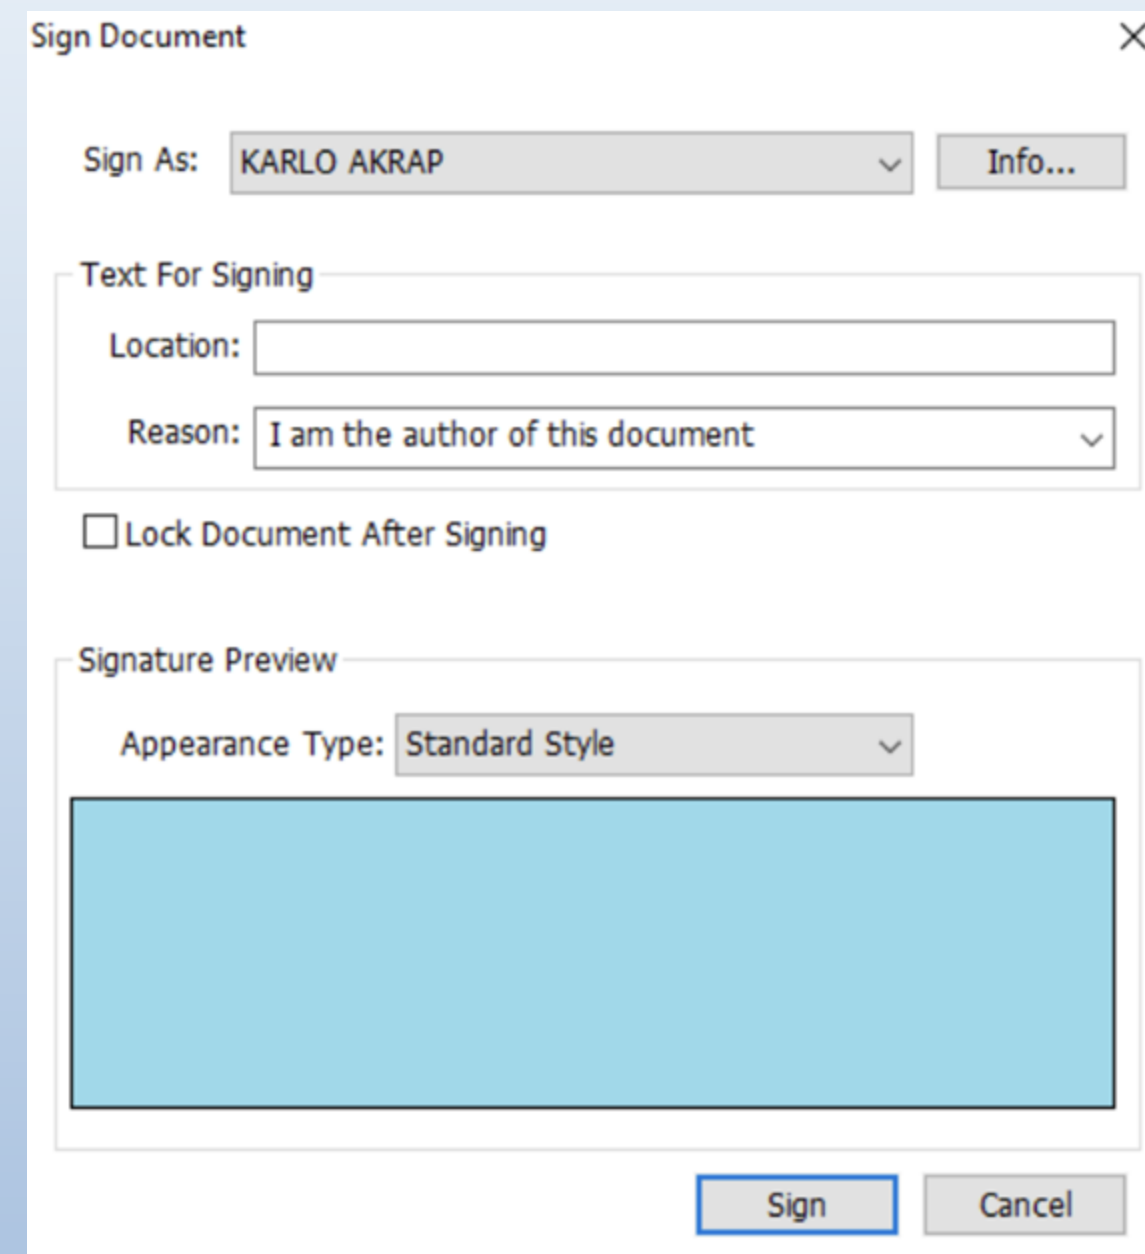 Sign Document
Sign As: KARLO AKRAP Info...
Text For Signing
Location:
Reason: I am the author of this document
Lock Document After Signing
Signature Preview
Appearance Type: Standard Style
Sign Cancel